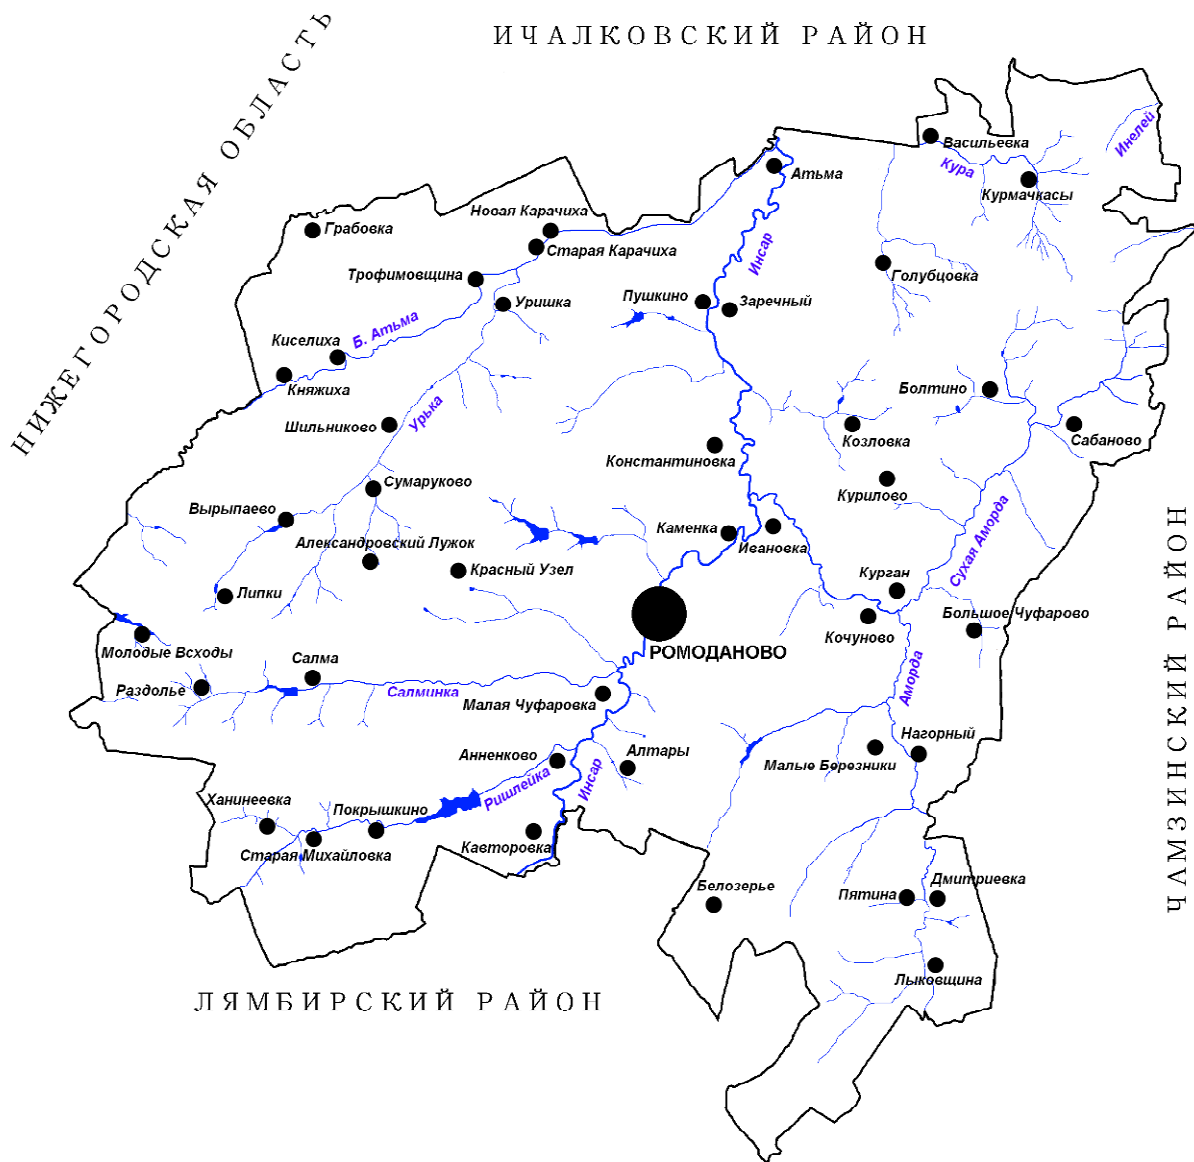 ИЧАЛКОВСКИЙ РАЙОН
НИЖЕГОРОДСКАЯ ОБЛАСТЬ
Васильевка
Инелей
Кура
Атьма
Курмачкасы
Новая Карачиха
Грабовка
Старая Карачиха
Инсар
Трофимовщина
Голубцовка
Уришка
Пушкино
Заречный
Б. Атьма
Киселиха
Княжиха
Болтино
Урька
Шильниково
Козловка
Сабаново
Константиновка
Сумаруково
Курилово
Вырыпаево
Каменка
Ивановка
Сухая Аморда
Александровский Лужок
Красный Узел
Курган
Липки
Большое Чуфарово
Кочуново
Молодые Всходы
Салма
РОМОДАНОВО
Раздолье
Салминка
Малая Чуфаровка
Аморда
ЧАМЗИНСКИЙ РАЙОН
Нагорный
Анненково
Алтары
Малые Березники
Ришлейка
Инсар
Ханинеевка
Покрышкино
Старая Михайловка
Кавторовка
Белозерье
Пятина
Дмитриевка
Лыковщина
ЛЯМБИРСКИЙ РАЙОН